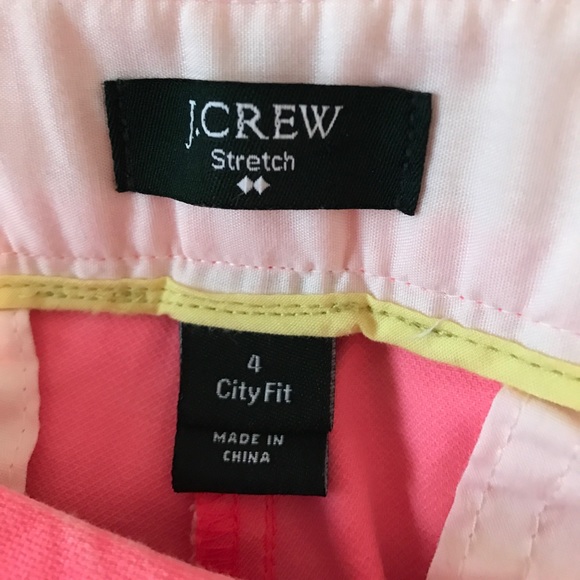 J.CREW
Stretch
4
City Fit
MADE IN
CHINA